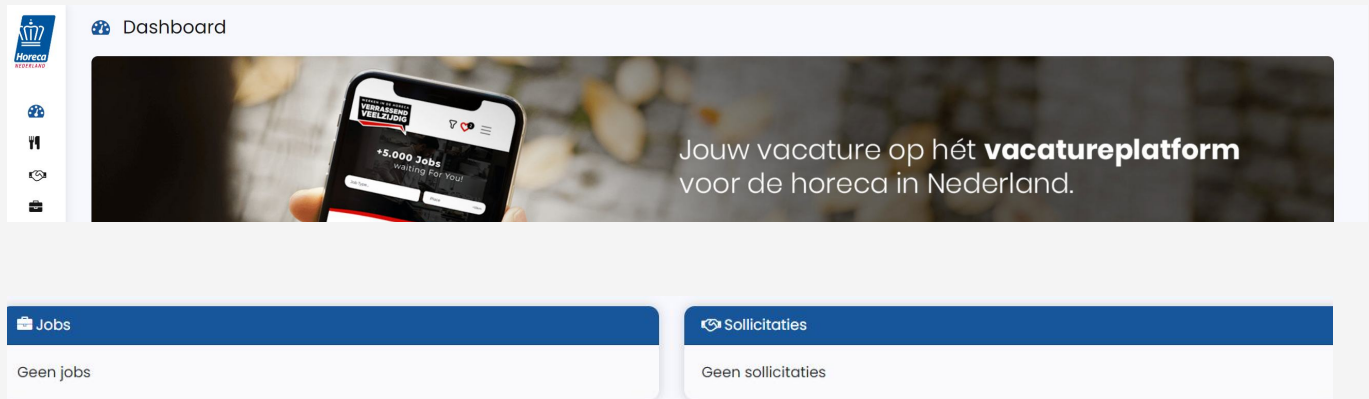 Horeca
NEDERLAND
Dashboard
WERKEN IN DE HORECA
VERRASSEND
VEELZIJDIG
+5.000 Jobs
waiting For You!
Jouw vacature op hét vacatureplatform
voor de horeca in Nederland.
Jobs
Geen jobs
Sollicitaties
Geen sollicitaties